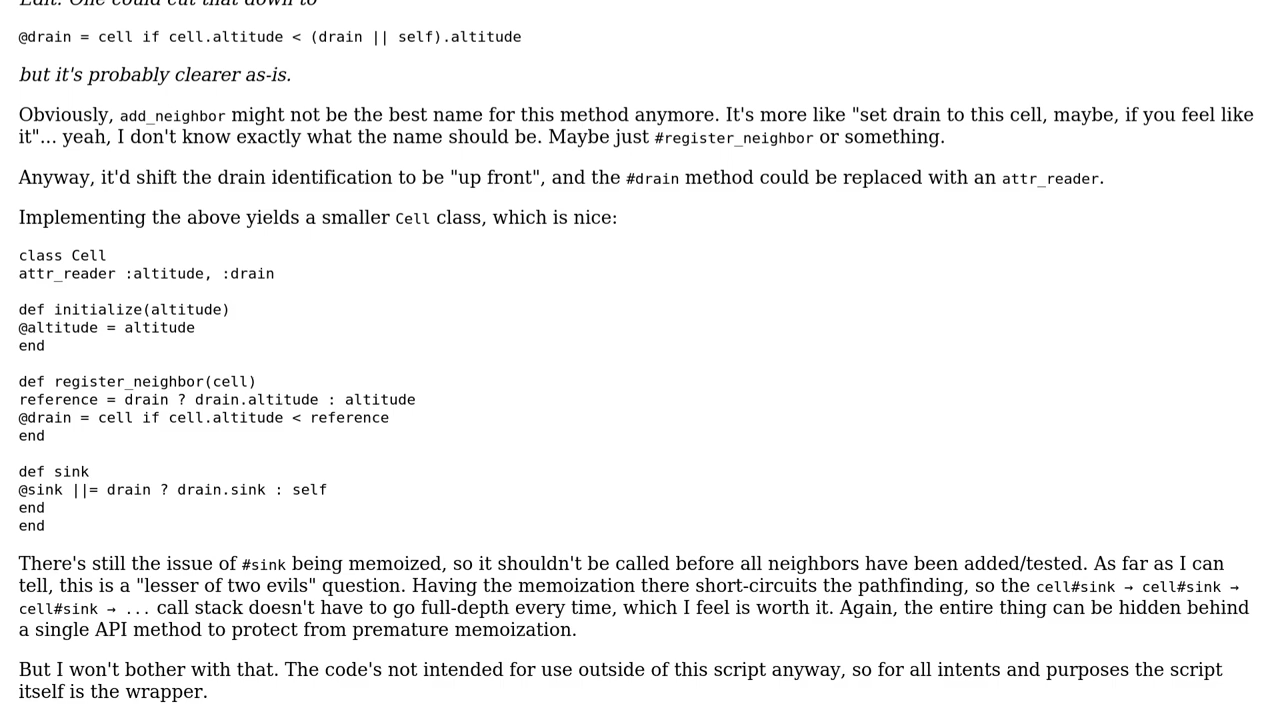 Edit: One could cut that down to
@drain = cell if cell.altitude < (drain || self).altitude
but it's probably clearer as-is.
Obviously, add_neighbor might not be the best name for this method anymore. It's more like "set drain to this cell, maybe, if you feel like
it"... yeah, I don't know exactly what the name should be. Maybe just #register_neighbor or something.
Anyway, it'd shift the drain identification to be "up front", and the #drain method could be replaced with an attr_reader.
Implementing the above yields a smaller Cell class, which is nice:
class Cell
attr_reader :altitude, :drain
def initialize(altitude)
@altitude = altitude
end
def register_neighbor(cell)
reference = drain ? drain.altitude : altitude
@drain = cell if cell.altitude < reference
end
def sink
@sink ||= drain ? drain.sink : self
end
end
There's still the issue of #sink being memoized, so it shouldn't be called before all neighbors have been added/tested. As far as I can
tell, this is a "lesser of two evils" question. Having the memoization there short-circuits the pathfinding, so the cell#sink → cell#sink →
cell#sink → ... call stack doesn't have to go full-depth every time, which I feel is worth it. Again, the entire thing can be hidden behind
a single API method to protect from premature memoization.
But I won't bother with that. The code's not intended for use outside of this script anyway, so for all intents and purposes the script
itself is the wrapper.